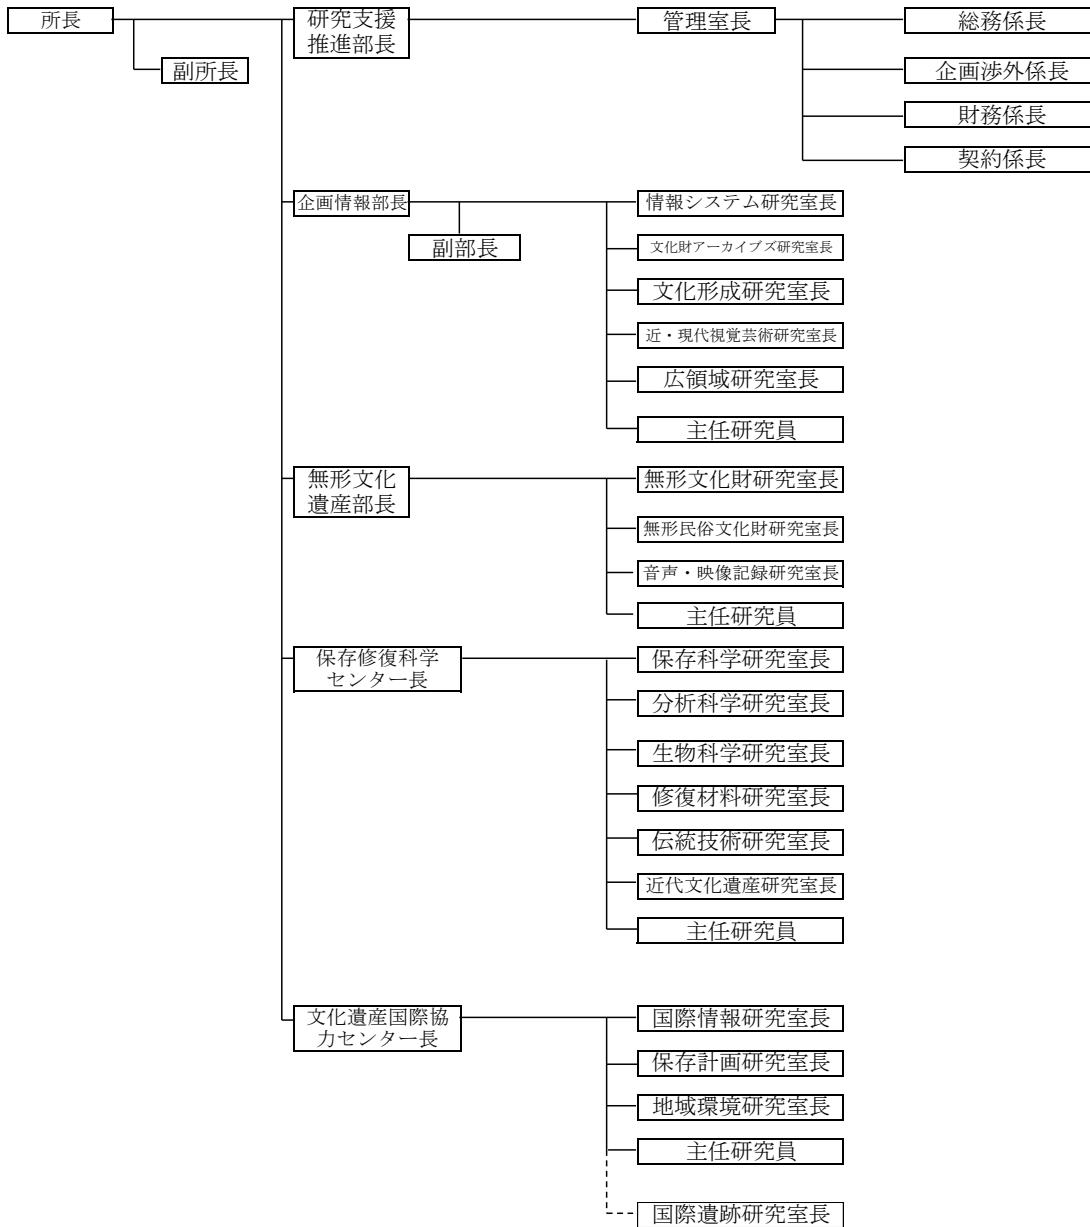 所長
副所長
研究支援
推進部長
管理室長
総務係長
企画渉外係長
財務係長
契約係長
企画情報部長
副部長
情報システム研究室長
文化財アーカイブズ研究室長
文化形成研究室長
近・現代視覚芸術研究室長
広領域研究室長
主任研究員
無形文化
遺産部長
無形文化財研究室長
無形民俗文化財研究室長
音声・映像記録研究室長
主任研究員
保存修復科学
センター長
保存科学研究室長
分析科学研究室長
生物科学研究室長
修復材料研究室長
伝統技術研究室長
近代文化遺産研究室長
主任研究員
文化遺産国際協
力センター長
国際情報研究室長
保存計画研究室長
地域環境研究室長
主任研究員
国際遺跡研究室長